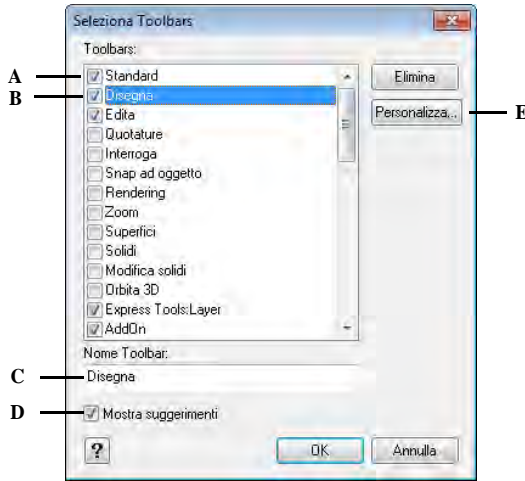 Seleziona Toolbars
Toolbars:
A Standard Elimina
B Disegna
Edita Personalizza... E
Quotature
Interroga
Snap ad oggetto
Rendering
Zoom
Superfici
Solidi
Modifica solidi
Orbita 3D
Express Tools:Layer
AddOn
Nome Toolbar:
C Disegna
D Mostra suggerimenti
? OK Annulla